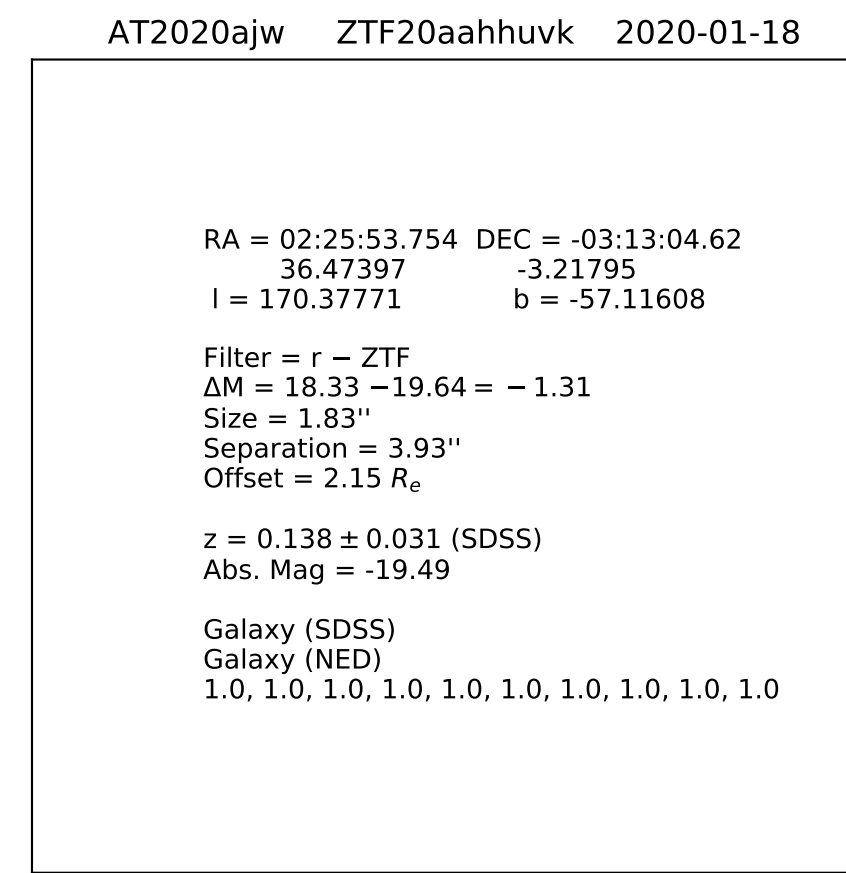 AT2020ajw ZTF20aahhuvk 2020-01-18
RA = 02:25:53.754 DEC = -03:13:04.62
36.47397 -3.21795
l = 170.37771 b = -57.11608
Filter = r − ZTF
ΔM = 18.33 −19.64 = − 1.31
Size = 1.83''
Separation = 3.93''
Offset = 2.15 Re
z = 0.138 ± 0.031 (SDSS)
Abs. Mag = -19.49
Galaxy (SDSS)
Galaxy (NED)
1.0, 1.0, 1.0, 1.0, 1.0, 1.0, 1.0, 1.0, 1.0, 1.0